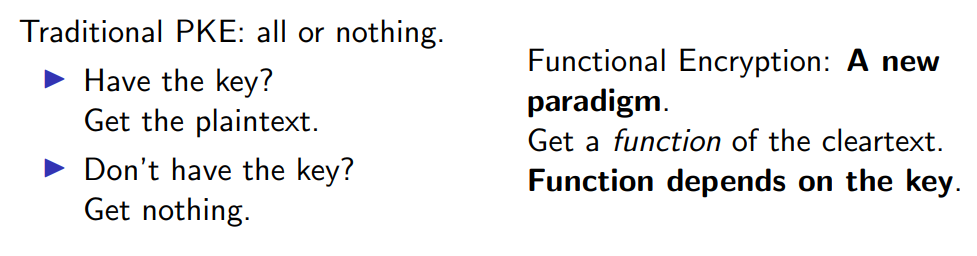 Traditional PKE: all or nothing.
Have the key?
Get the plaintext.
Don't have the key?
Get nothing.
Functional Encryption: A new
paradigm.
Get a function of the cleartext.
Function depends on the key.